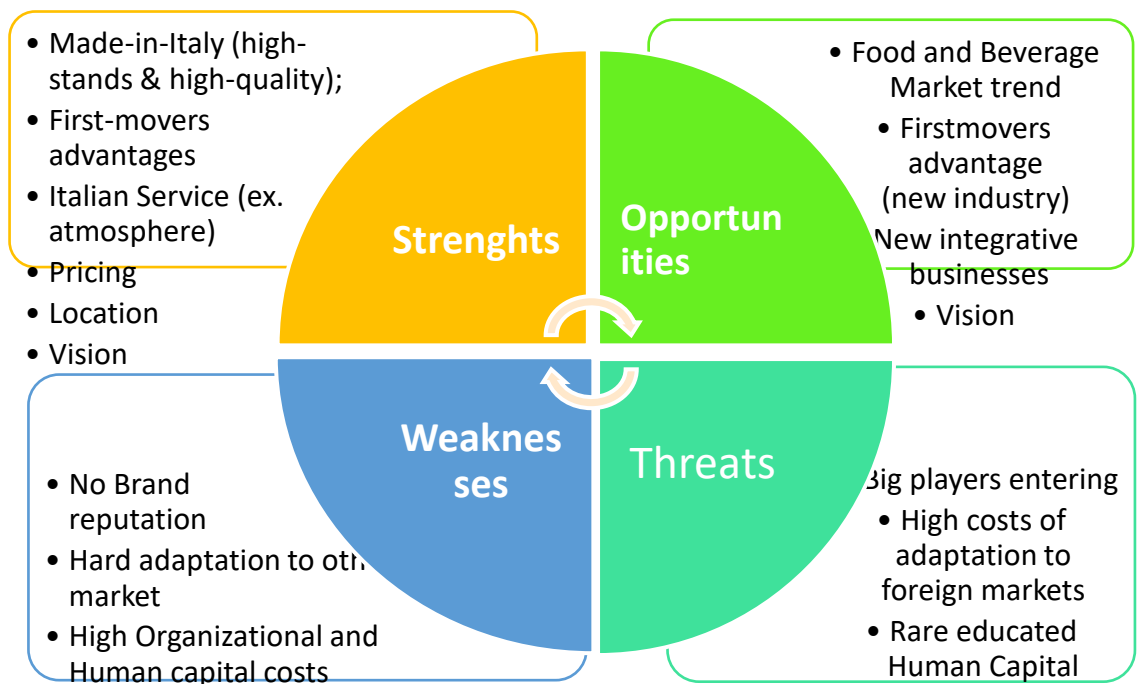 • Made-in-Italy (high-
stands & high-quality);
• First-movers
advantages
• Italian Service (ex.
atmosphere)
• Pricing
• Location
• Vision
Strenghts
Opportun
ities
• Food and Beverage
Market trend
• Firstmovers
advantage
(new industry)
New integrative
businesses
• Vision
Weaknes
ses
• No Brand
reputation
• Hard adaptation to
market
• High Organizational and
Human capital costs
Threats
Big players entering
• High costs of
adaptation to
foreign markets
• Rare educated
Human Capital